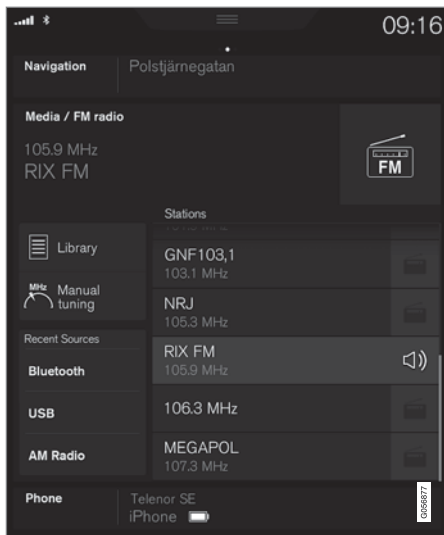 09:16
Navigation
Polstjärnegatan
Media / FM radio
105.9 MHz
RIX FM
FM
Stations
Library
MHz Manual
tuning
Recent Sources
Bluetooth
USB
AM Radio
GNF103,1
103.1 MHz
NRJ
105.3 MHz
RIX FM
105.9 MHz
106.3 MHz
MEGAPOL
107.3 MHz
Phone
Telenor SE
iPhone
G056877